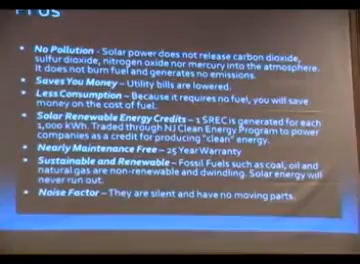 Pros
• No Pollution - Solar power does not release carbon dioxide,
sulfur dioxide, nitrogen oxide nor mercury into the atmosphere.
It does not burn fuel and generates no emissions.
• Saves You Money – Utility bills are lowered.
• Less Consumption – Because it requires no fuel, you will save
money on the cost of fuel.
• Solar Renewable Energy Credits – 1 SREC is generated for each
1,000 kWh. Traded through NJ Clean Energy Program to power
companies as a credit for producing "clean" energy.
• Nearly Maintenance Free – 25 Year Warranty
• Sustainable and Renewable – Fossil Fuels such as coal, oil and
natural gas are non-renewable and dwindling. Solar energy will
never run out.
• Noise Factor – They are silent and have no moving parts.